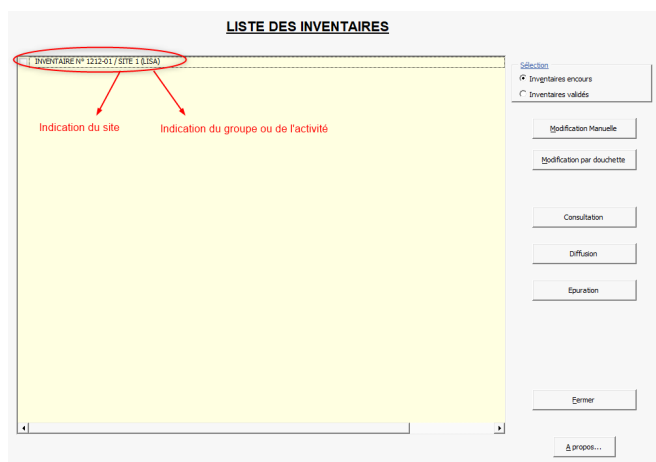 LISTE DES INVENTAIRES
INVENTAIRE N° 1212-01 / SITE 1 (LISA)
Indication du site
Indication du groupe ou de l'activité
Sélection
Inventaires encours
Inventaires validés
Modification Manuelle
Modification par douchette
Consultation
Diffusion
Epuration
Fermer
A propos...